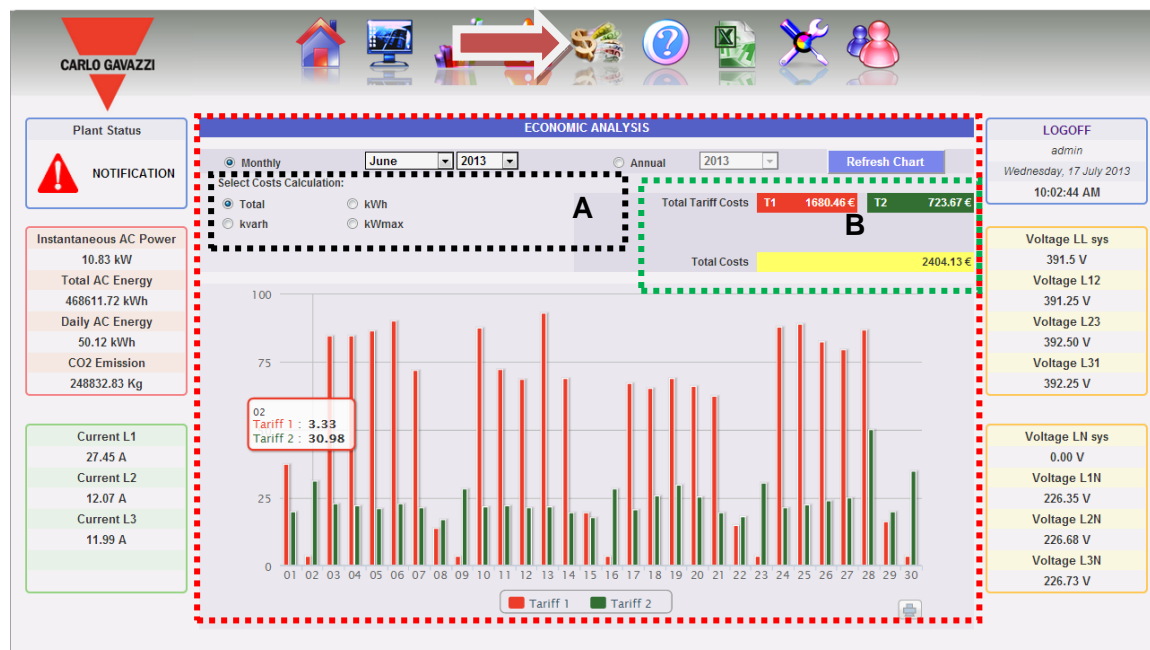 CARLO GAVAZZI
Plant Status
NOTIFICATION
Instantaneous AC Power
10.83 kW
Total AC Energy
468611.72 kWh
Daily AC Energy
50.12 kWh
CO2 Emission
248832.83 Kg
Current L1
27.45 A
Current L2
12.07 A
Current L3
11.99 A
ECONOMIC ANALYSIS
Monthly June 2013 Annual 2013 Refresh Chart
Select Costs Calculation:
Total kWh
kvarh kWmax
A
Total Tariff Costs T1 1680.46 € T2 723.67 €
B
Total Costs 2404.13 €
100
75
25
0
02
Tariff 1 : 3.33
Tariff 2 : 30.98
01 02 03 04 05 06 07 08 09 10 11 12 13 14 15 16 17 18 19 20 21 22 23 24 25 26 27 28 29 30
Tariff 1 Tariff 2
LOGOFF
admin
Wednesday, 17 July 2013
10:02:44 AM
Voltage LL sys
391.5 V
Voltage L12
391.25 V
Voltage L23
392.50 V
Voltage L31
392.25 V
Voltage LN sys
0.00 V
Voltage L1N
226.35 V
Voltage L2N
226.68 V
Voltage L3N
226.73 V